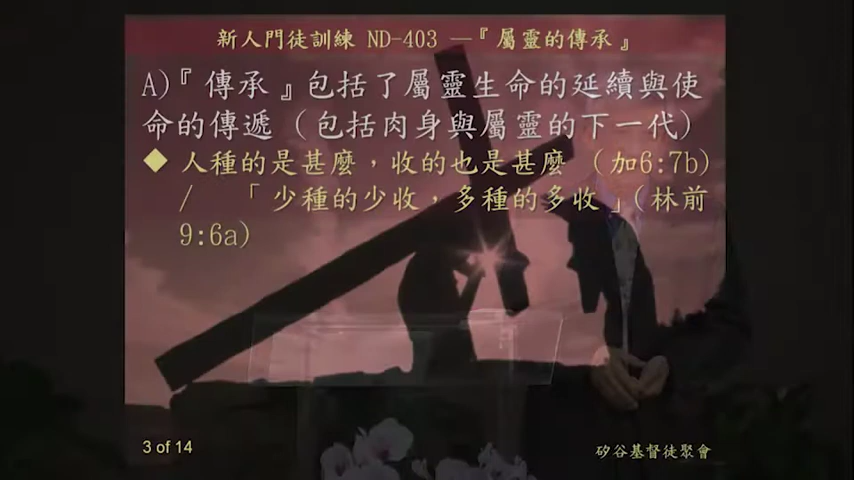 新人門徒訓練 ND-403 —『屬靈的傳承』
A)『傳承』包括了屬靈生命的延續與使
命的傳遞（包括肉身與屬靈的下一代）
◆ 人種的是甚麼，收的也是甚麼 （加6:7b)
/ 「少種的少收，多種的多收」(林前
9:6a)
3 of 14
矽谷基督徒聚會